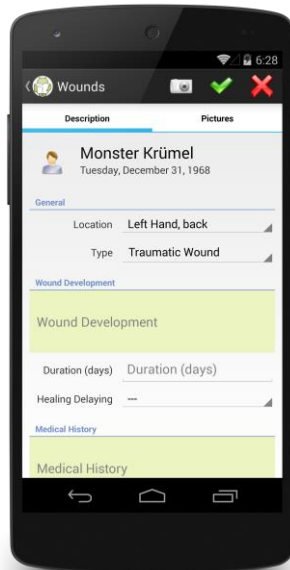 6:28
Wounds
Description Pictures
Monster Krümel
Tuesday, December 31, 1968
General
Location Left Hand, back
Type Traumatic Wound
Wound Development
Wound Development
Duration (days) Duration (days)
Healing Delaying ---
Medical History
Medical History